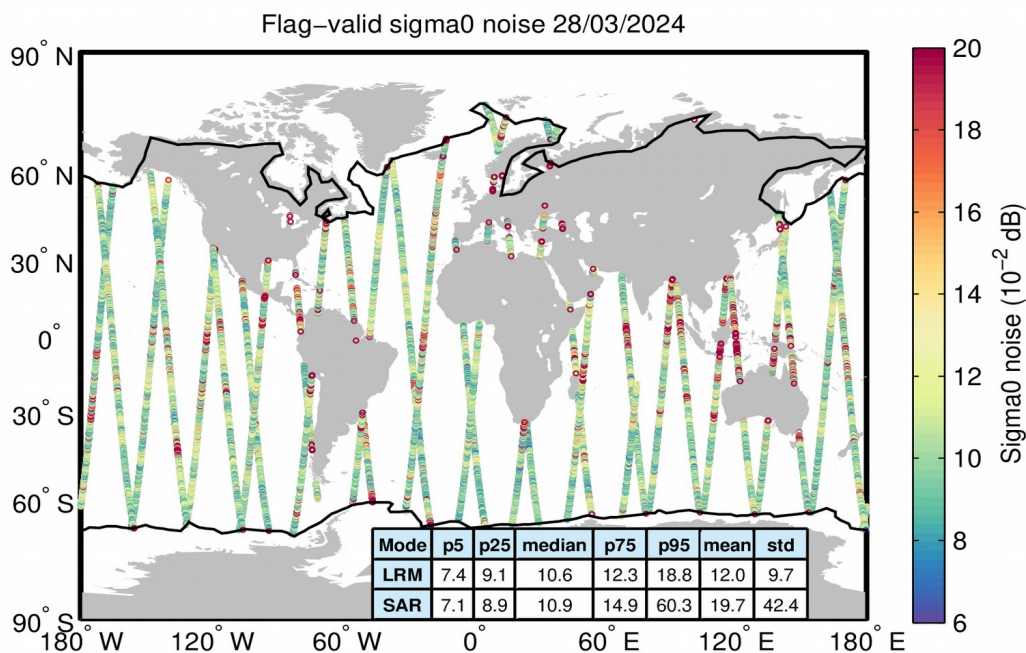 Flag−valid sigma0 noise 28/03/2024
90° N
60° N
30° N
0°
30° S
60° S
90° S
180° W 120° W 60° W 0° 60° E 120° E 180° E
20
18
16
14
12
10
8
6
Sigma0 noise (10⁻² dB)
Mode p5 p25 median p75 p95 mean std
LRM 7.4 9.1 10.6 12.3 18.8 12.0 9.7
SAR 7.1 8.9 10.9 14.9 60.3 19.7 42.4